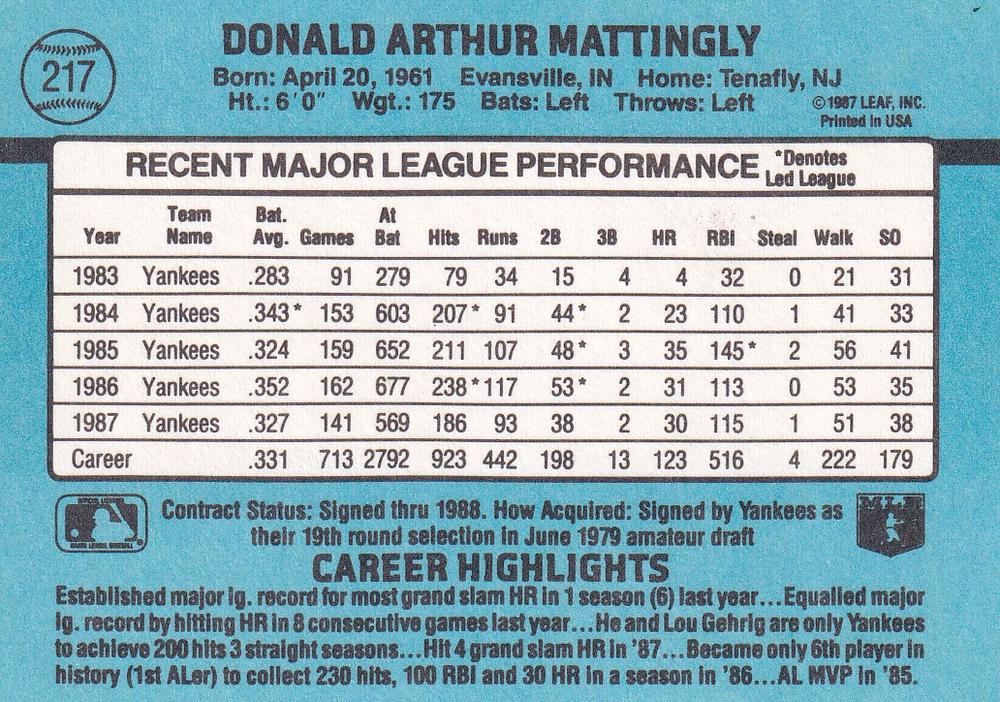 217
DONALD ARTHUR MATTINGLY
Born: April 20, 1961 Evansville, IN Home: Tenafly, NJ
Ht.: 6'0" Wgt.: 175 Bats: Left Throws: Left
©1987 LEAF, INC.
Printed in USA
RECENT MAJOR LEAGUE PERFORMANCE *Denotes Led League
Year Team Name Bat. Avg. Games At Bat Hits Runs 2B 3B HR RBI Steal Walk SO
1983 Yankees .283 91 279 79 34 15 4 4 32 0 21 31
1984 Yankees .343* 153 603 207* 91 44* 2 23 110 1 41 33
1985 Yankees .324 159 652 211 107 48* 3 35 145* 2 56 41
1986 Yankees .352 162 677 238* 117 53* 2 31 113 0 53 35
1987 Yankees .327 141 569 186 93 38 2 30 115 1 51 38
Career .331 713 2792 923 442 198 13 123 516 4 222 179
Contract Status: Signed thru 1988. How Acquired: Signed by Yankees as
their 19th round selection in June 1979 amateur draft
MAJOR LEAGUE BASEBALL
CAREER HIGHLIGHTS
Established major lg. record for most grand slam HR in 1 season (6) last year...Equalled major
lg. record by hitting HR in 8 consecutive games last year...He and Lou Gehrig are only Yankees
to achieve 200 hits 3 straight seasons...Hit 4 grand slam HR in '87...Became only 6th player in
history (1st ALer) to collect 230 hits, 100 RBI and 30 HR in a season in '86...AL MVP in '85.